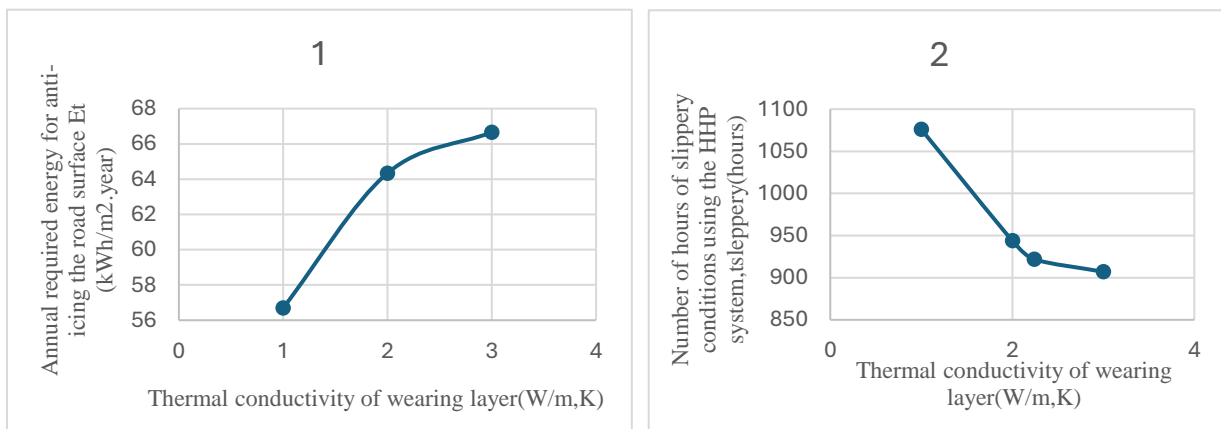 1
Annual required energy for anti-
icing the road surface Et
(kWh/m2.year)
68
66
64
62
60
58
56
0 1 2 3 4
Thermal conductivity of wearing layer(W/m,K)
2
Number of hours of slippery
conditions using the HHP
system,tsleppery(hours)
1100
1050
1000
950
900
850
0 2 4
Thermal conductivity of wearing
layer(W/m,K)